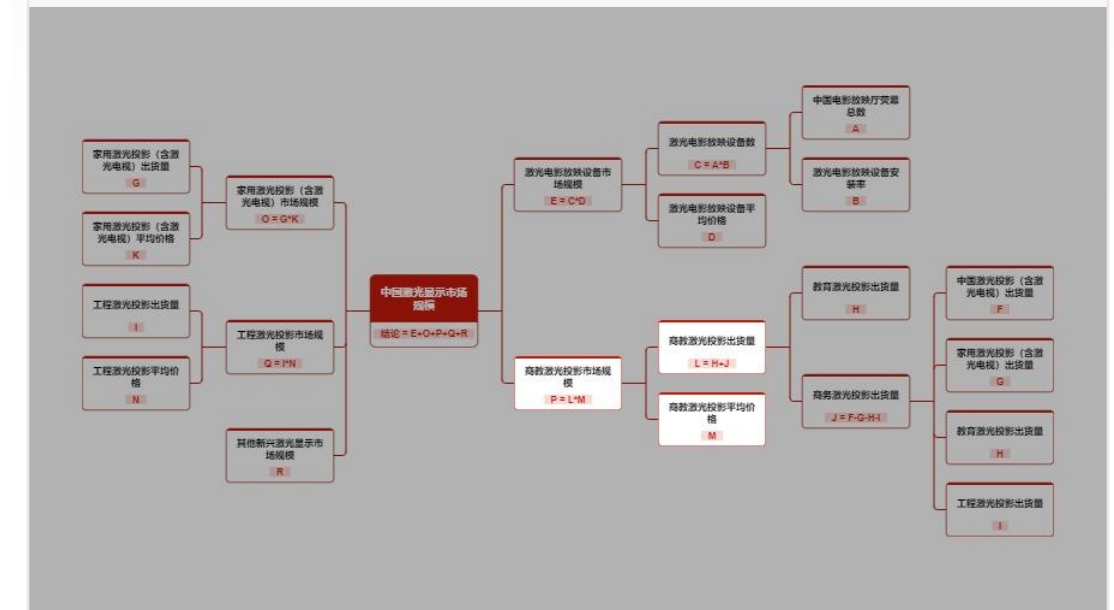 家用激光投影（含激
光电视）出货量
G
家用激光投影（含激
光电视）平均价格
K
家用激光投影（含激
光电视）市场规模
O = G*K
工程激光投影出货量
I
工程激光投影平均价
格
N
工程激光投影市场规
模
Q = I*N
其他新兴激光显示市
场规模
R
中国激光显示市场
规模
结论 = E+O+P+Q+R
激光电影放映设备市
场规模
E = C*D
激光电影放映设备数
C = A*B
激光电影放映设备平
均价格
D
中国电影放映厅荧幕
总数
A
激光电影放映设备安
装率
B
商教激光投影市场规
模
P = L*M
商教激光投影出货量
L = H+J
商教激光投影平均价
格
M
教育激光投影出货量
H
商务激光投影出货量
J = F-G-H-I
中国激光投影（含激
光电视）出货量
F
家用激光投影（含激
光电视）出货量
G
教育激光投影出货量
H
工程激光投影出货量
I